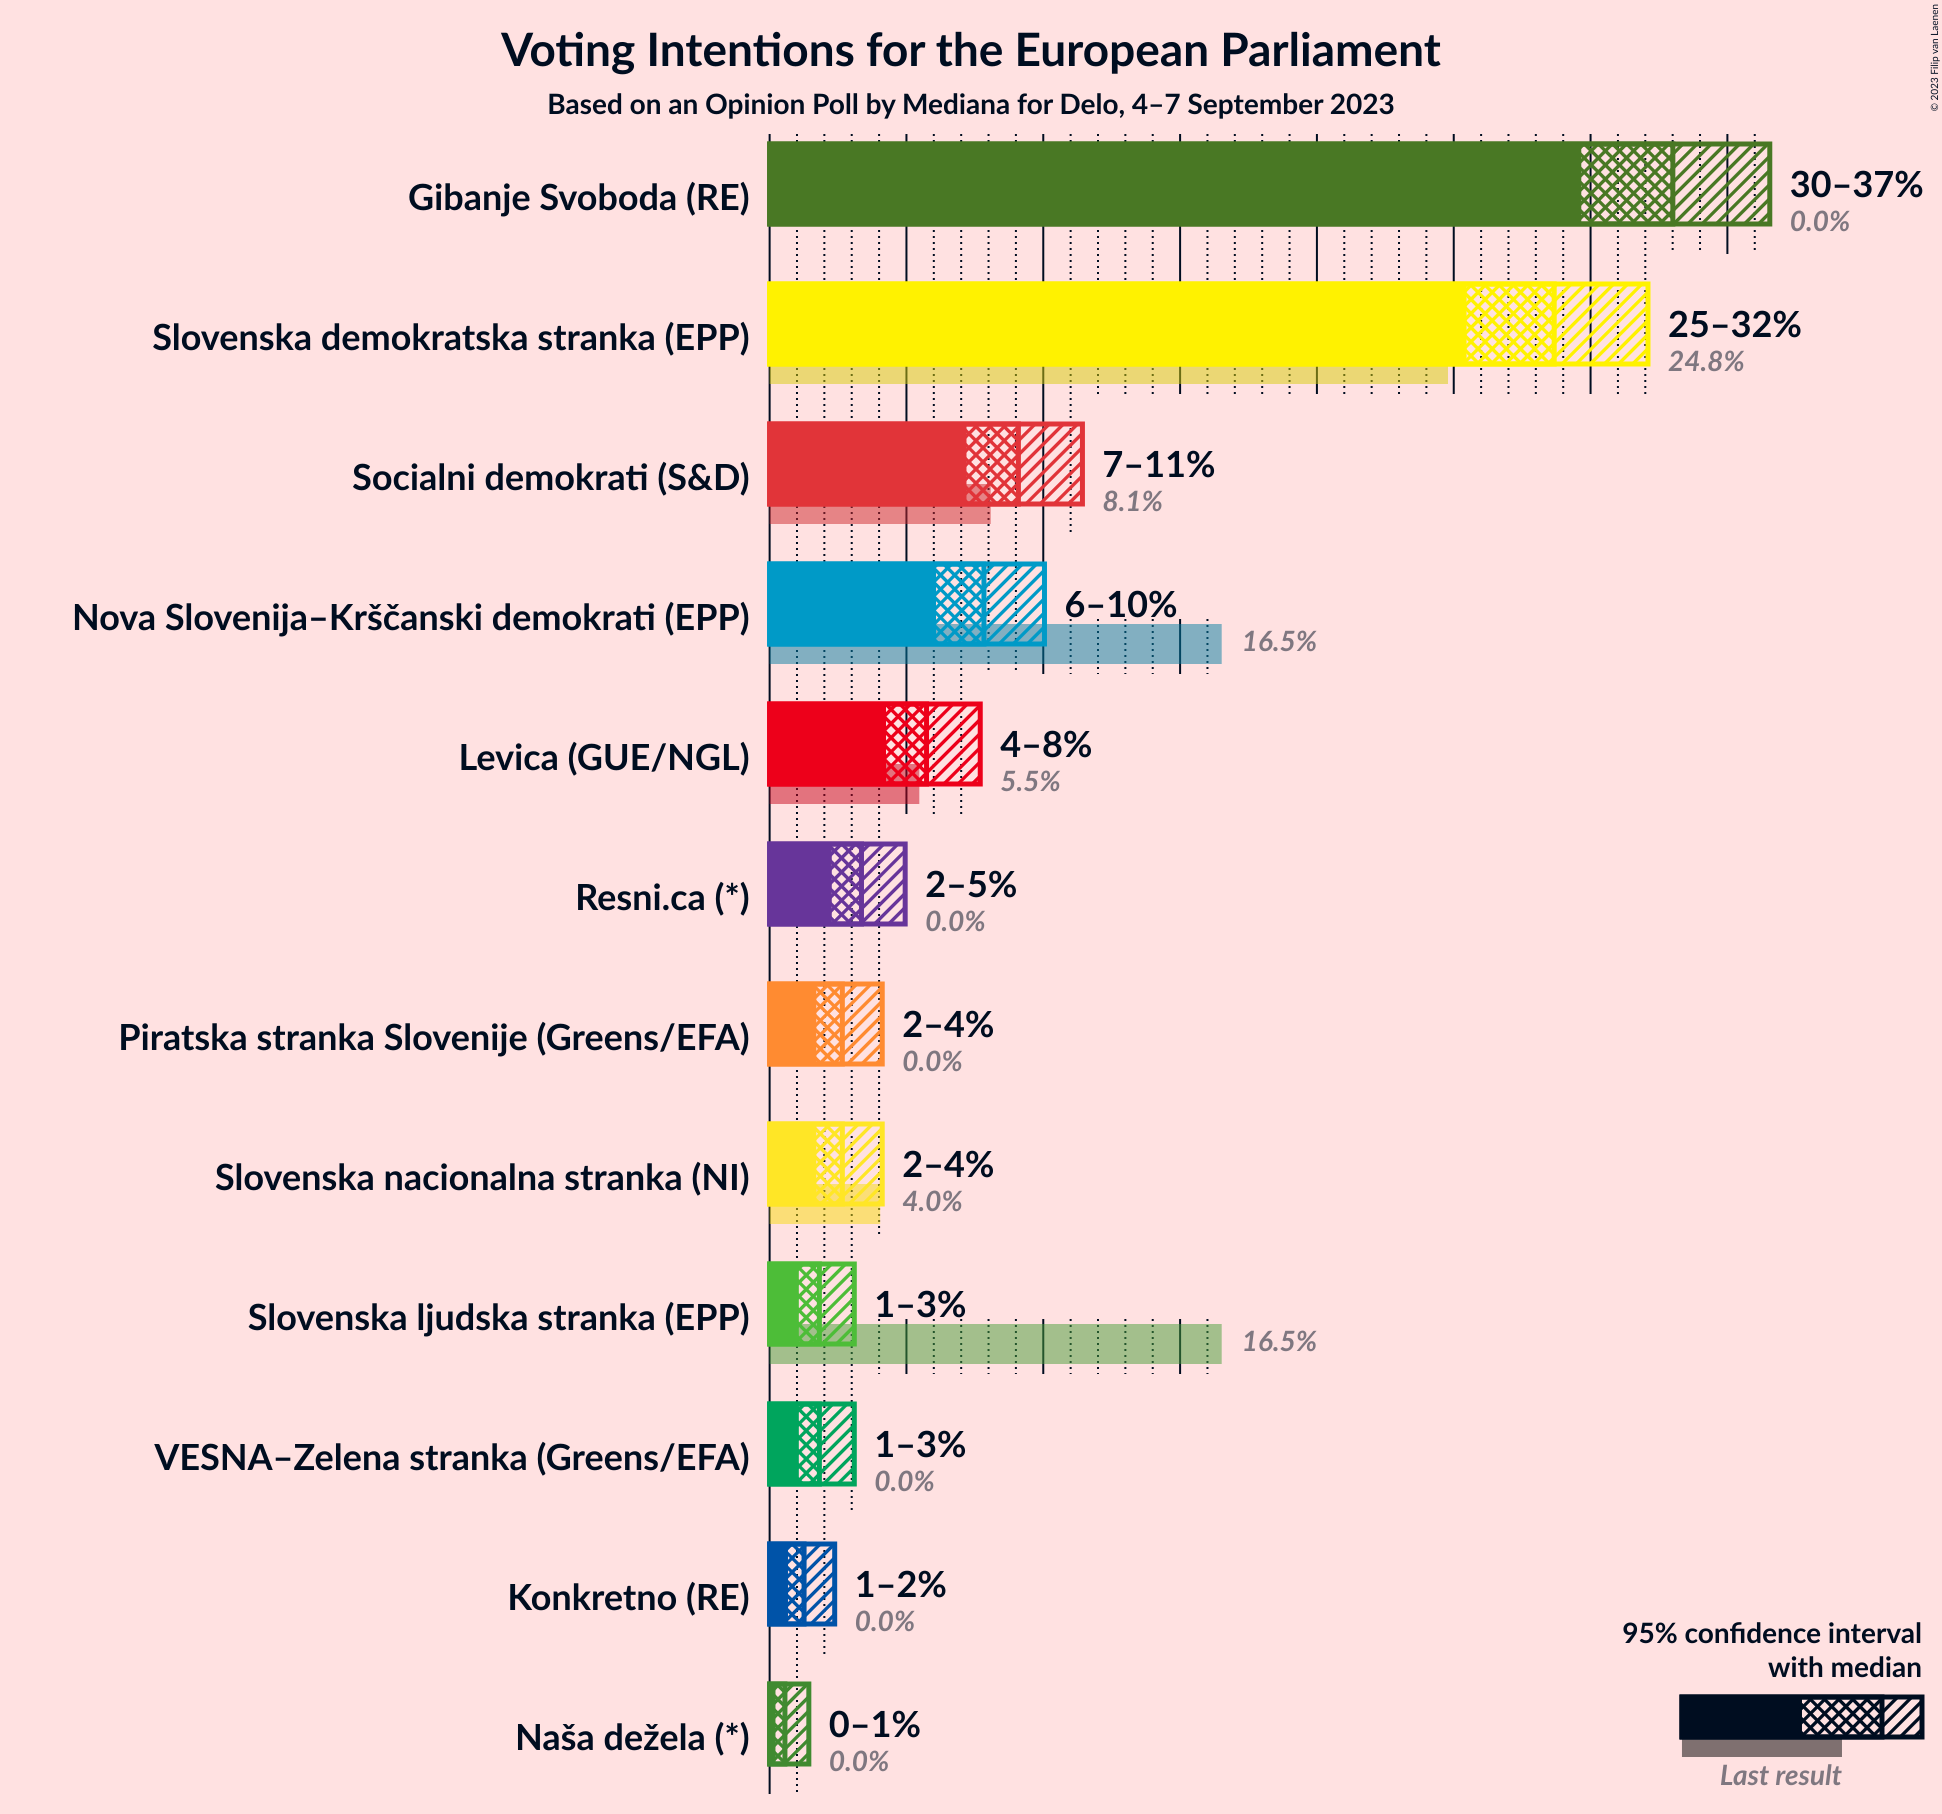 Voting Intentions for the European Parliament
Based on an Opinion Poll by Mediana for Delo, 4–7 September 2023
© 2023 Filip van Laenen
Gibanje Svoboda (RE)
30–37%
0.0%
Slovenska demokratska stranka (EPP)
25–32%
24.8%
Socialni demokrati (S&D)
7–11%
8.1%
Nova Slovenija–Krščanski demokrati (EPP)
6–10%
16.5%
Levica (GUE/NGL)
4–8%
5.5%
Resni.ca (*)
2–5%
0.0%
Piratska stranka Slovenije (Greens/EFA)
2–4%
0.0%
Slovenska nacionalna stranka (NI)
2–4%
4.0%
Slovenska ljudska stranka (EPP)
1–3%
16.5%
VESNA–Zelena stranka (Greens/EFA)
1–3%
0.0%
Konkretno (RE)
1–2%
0.0%
Naša dežela (*)
0–1%
0.0%
95% confidence interval
with median
Last result